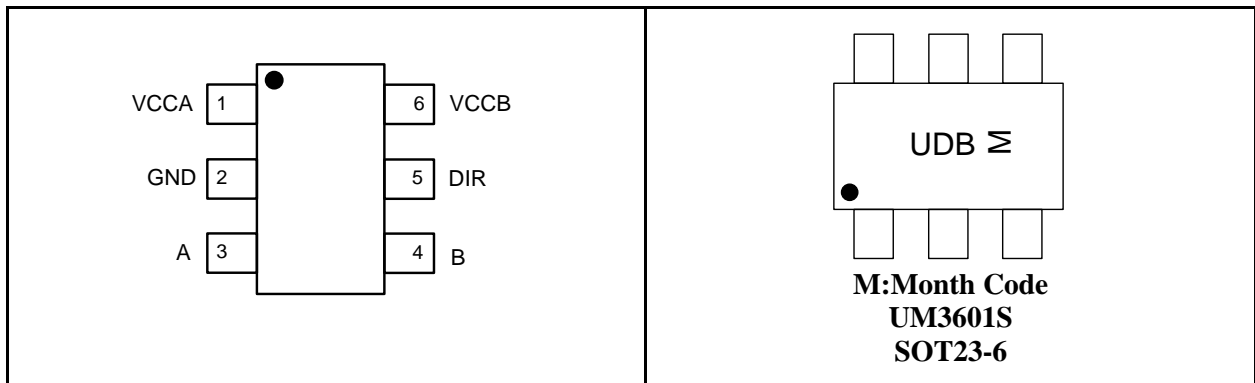 VCCA 1 6 VCCB
GND 2 5 DIR
A 3 4 B
UDB M
M:Month Code
UM3601S
SOT23-6